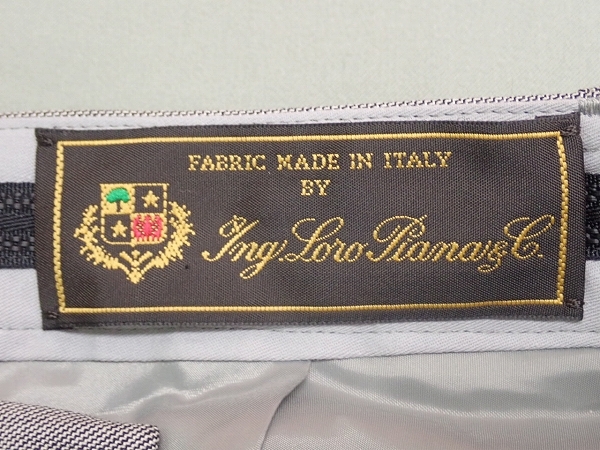 FABRIC MADE IN ITALY
BY
Ing. Loro Piana & C.